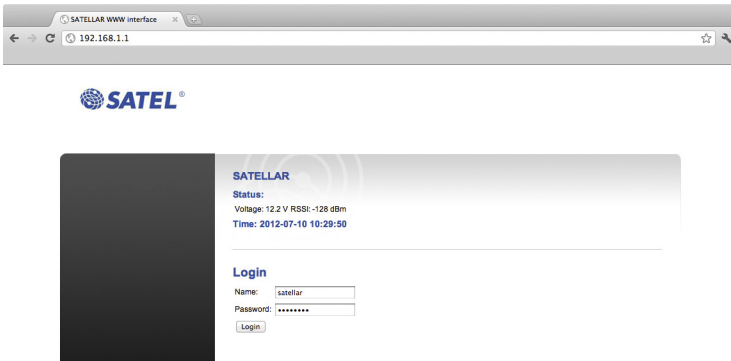 SATELLAR WWW interface
192.168.1.1
SATEL®
SATELLAR
Status:
Voltage: 12.2 V RSSI: -128 dBm
Time: 2012-07-10 10:29:50
Login
Name: satellar
Password: ••••••••
Login